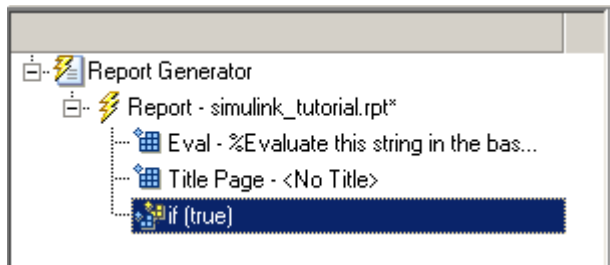 Report Generator
Report - simulink_tutorial.rpt*
Eval - %Evaluate this string in the bas...
Title Page - <No Title>
if (true)